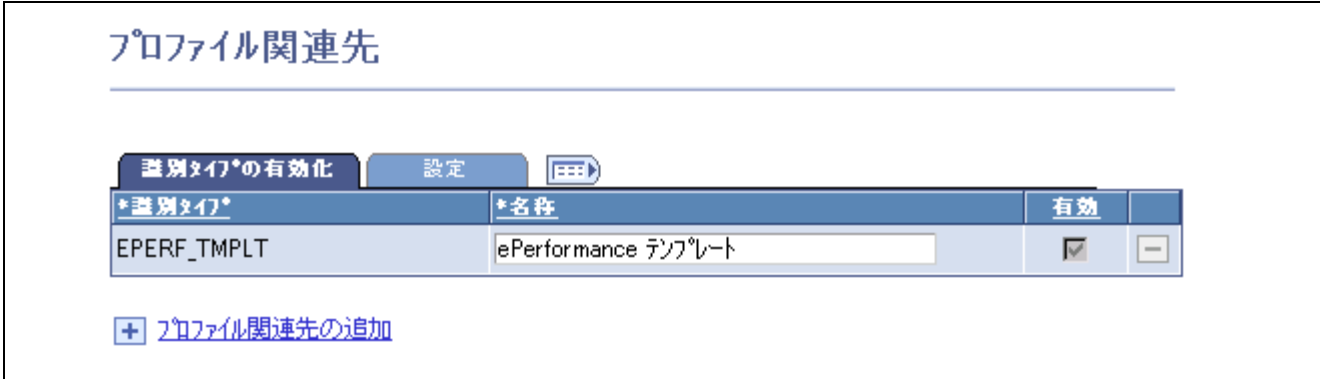 プロファイル関連先
識別タイプの有効化 設定
*識別タイプ *名称 有効
EPERF_TMPLT ePerformance テンプレート
プロファイル関連先の追加